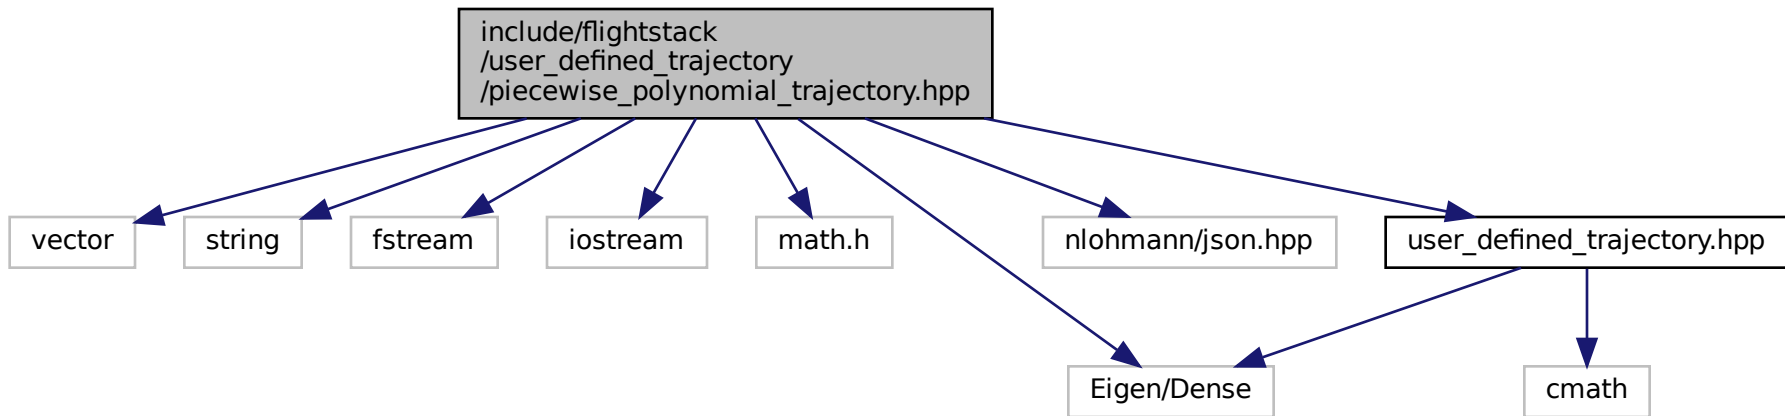 include/flightstack
/user_defined_trajectory
/piecewise_polynomial_trajectory.hpp
vector
string
fstream
iostream
math.h
nlohmann/json.hpp
user_defined_trajectory.hpp
Eigen/Dense
cmath